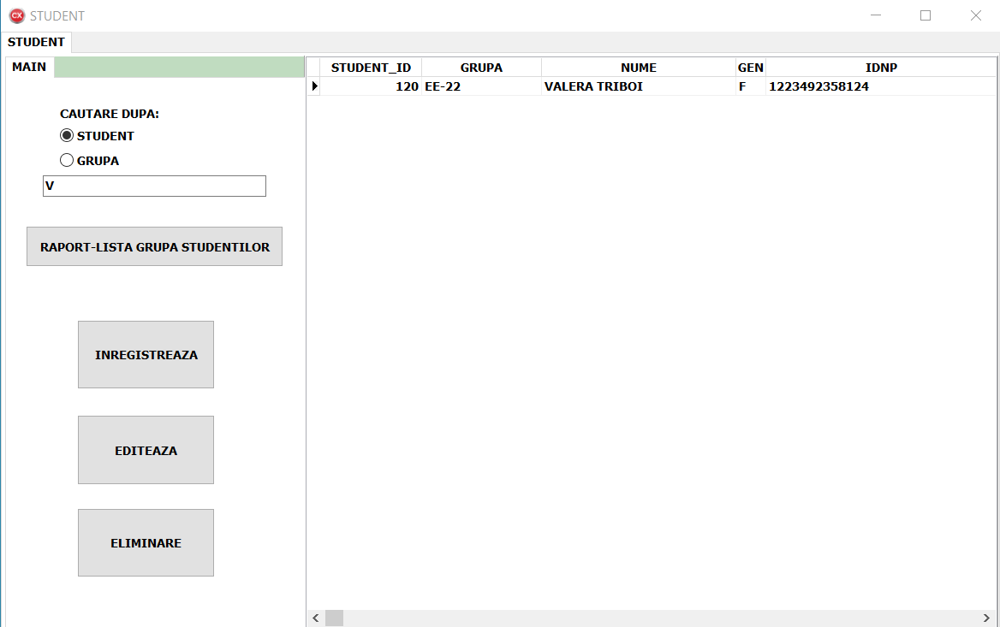 CX STUDENT
STUDENT
MAIN
CAUTARE DUPA:
STUDENT
GRUPA
V
RAPORT-LISTA GRUPA STUDENTILOR
INREGISTREAZA
EDITEAZA
ELIMINARE
STUDENT_ID GRUPA NUME GEN IDNP
120 EE-22 VALERA TRIBOI F 1223492358124